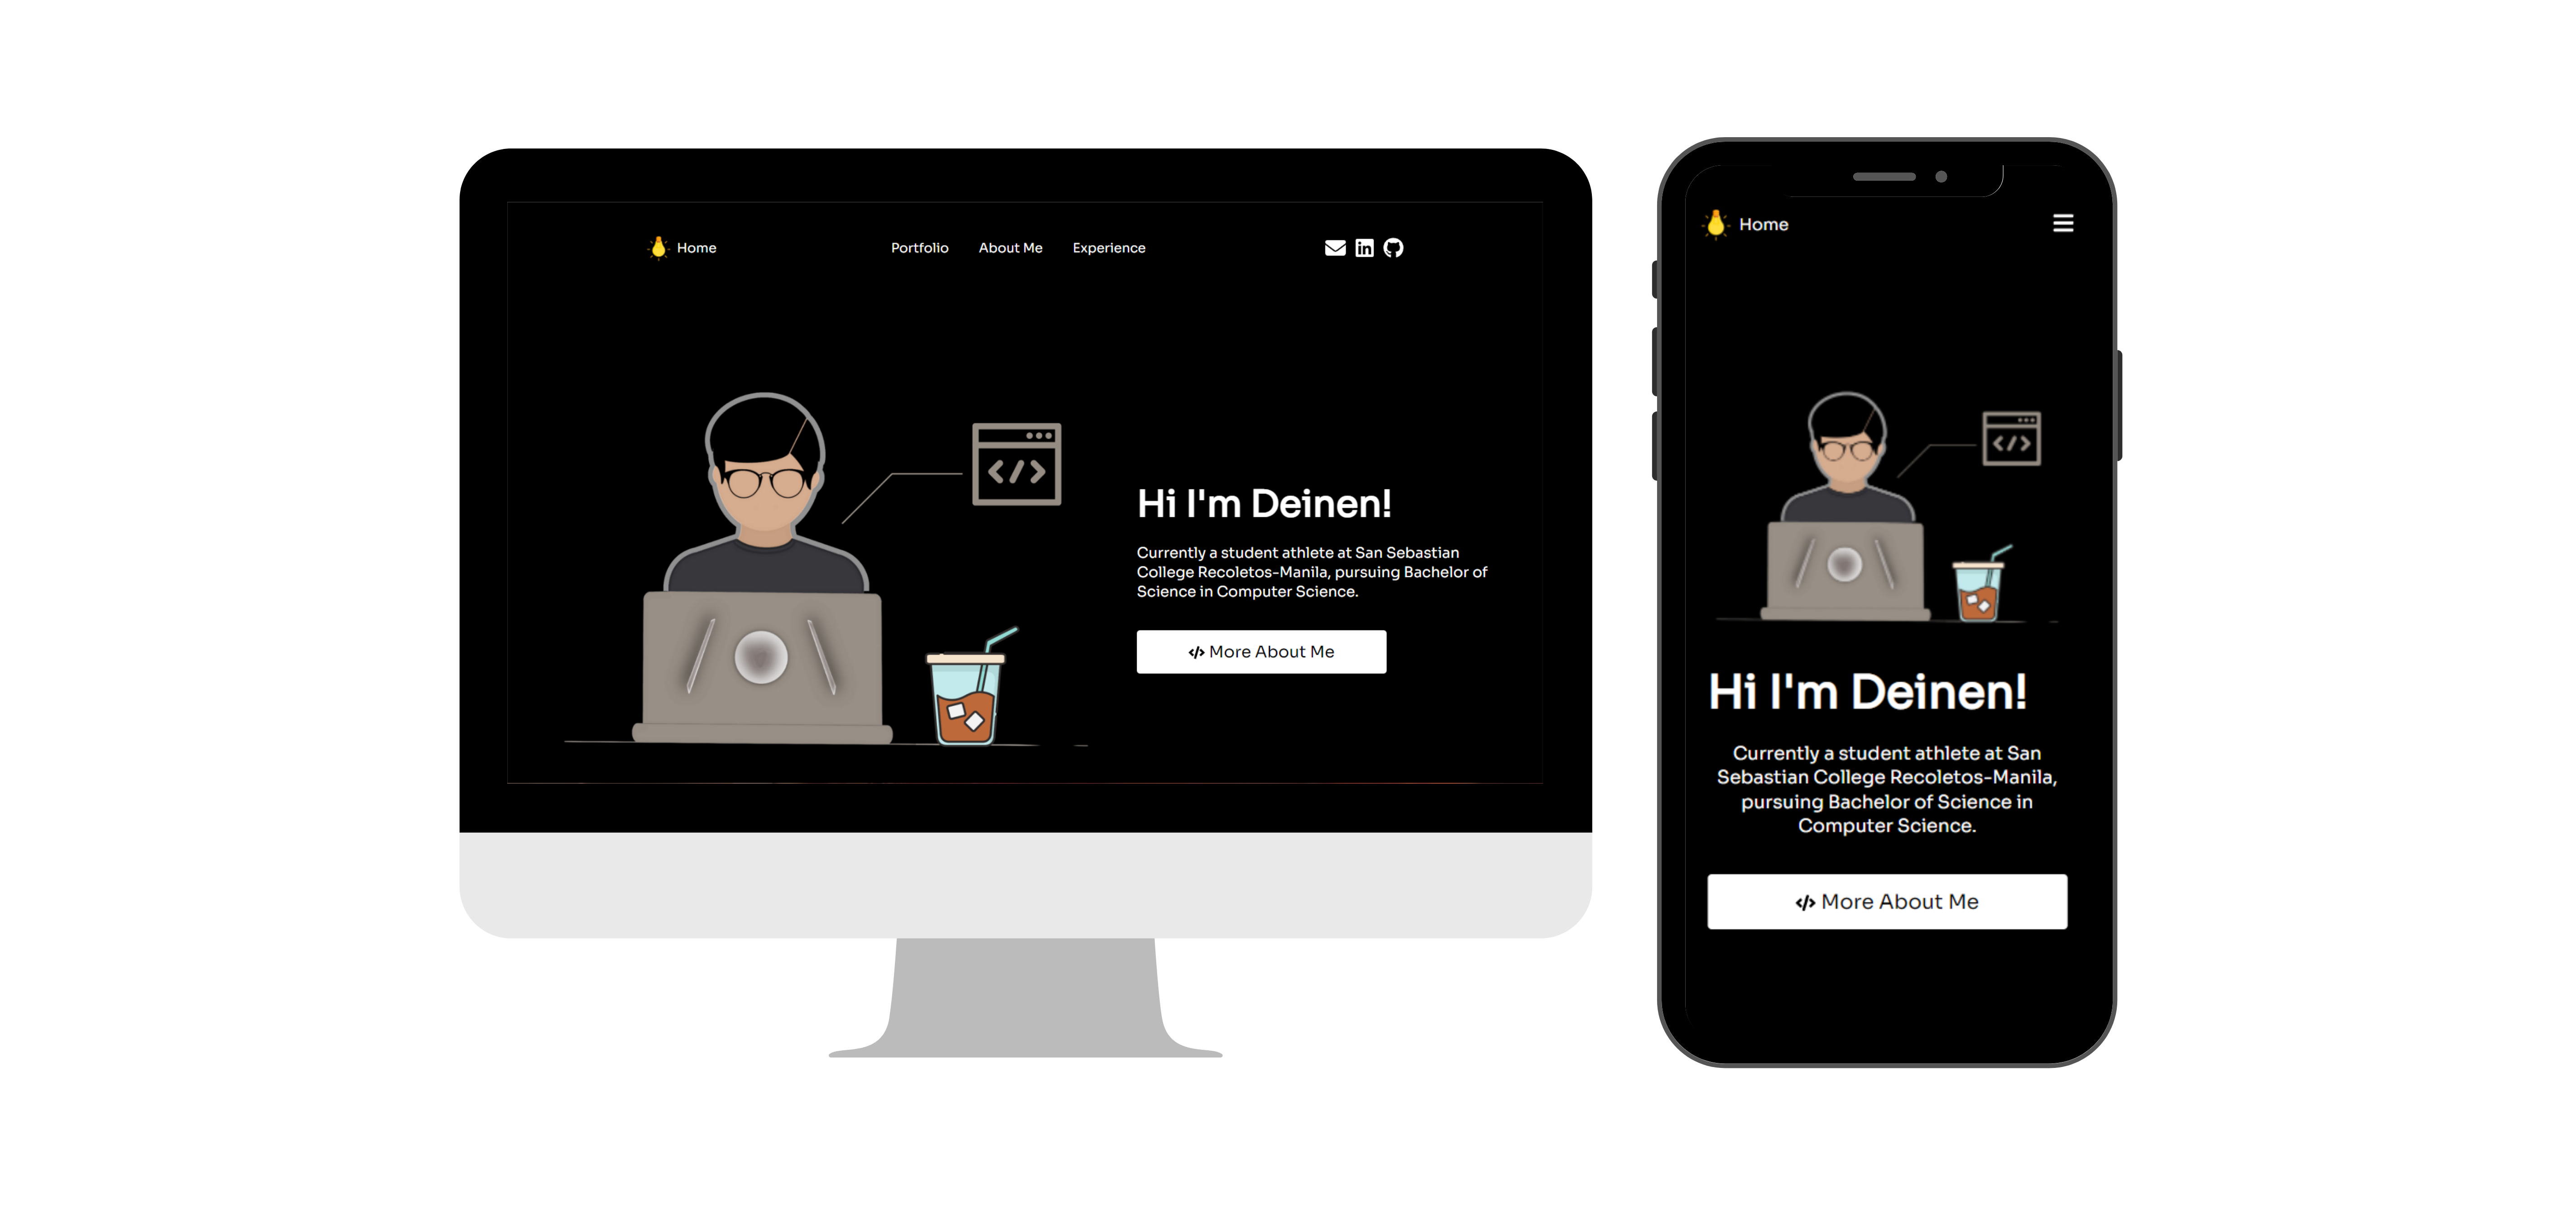 Home Portfolio About Me Experience
</>
Hi I'm Deinen!
Currently a student athlete at San Sebastian
College Recoletos-Manila, pursuing Bachelor of
Science in Computer Science.
</> More About Me
Home
</>
Hi I'm Deinen!
Currently a student athlete at San
Sebastian College Recoletos-Manila,
pursuing Bachelor of Science in
Computer Science.
</> More About Me